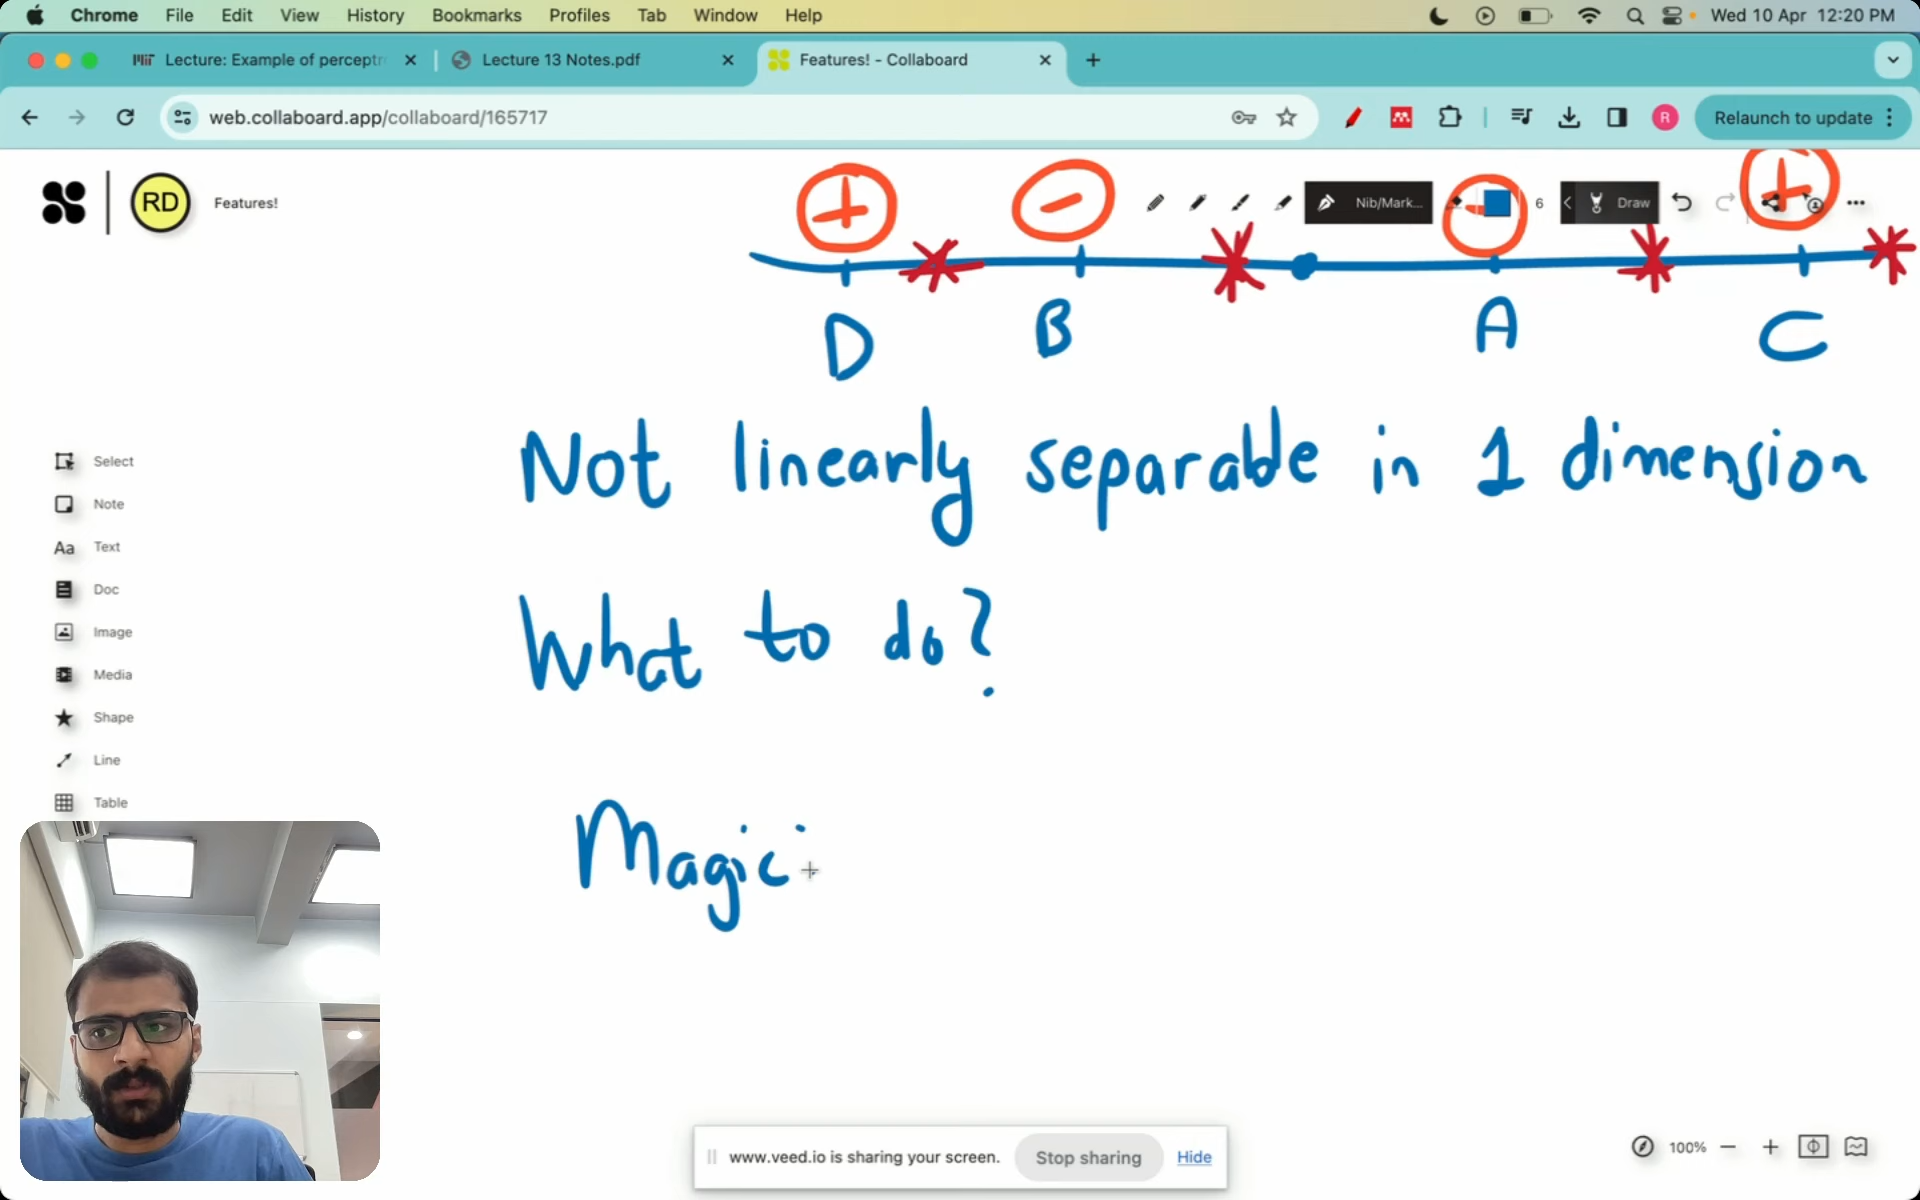 Chrome File Edit View History Bookmarks Profiles Tab Window Help Wed 10 Apr 12:20 PM
MIT Lecture: Example of perceptr Lecture 13 Notes.pdf Features! - Collaboard
web.collaboard.app/collaboard/165717 R Relaunch to update
RD Features! + - Nib/Mark... - 6 Draw +
D B A C
Not linearly separable in 1 dimension
What to do?
Magic:
Select
Note
Aa Text
Doc
Image
Media
Shape
Line
Table
www.veed.io is sharing your screen. Stop sharing Hide
100% − +